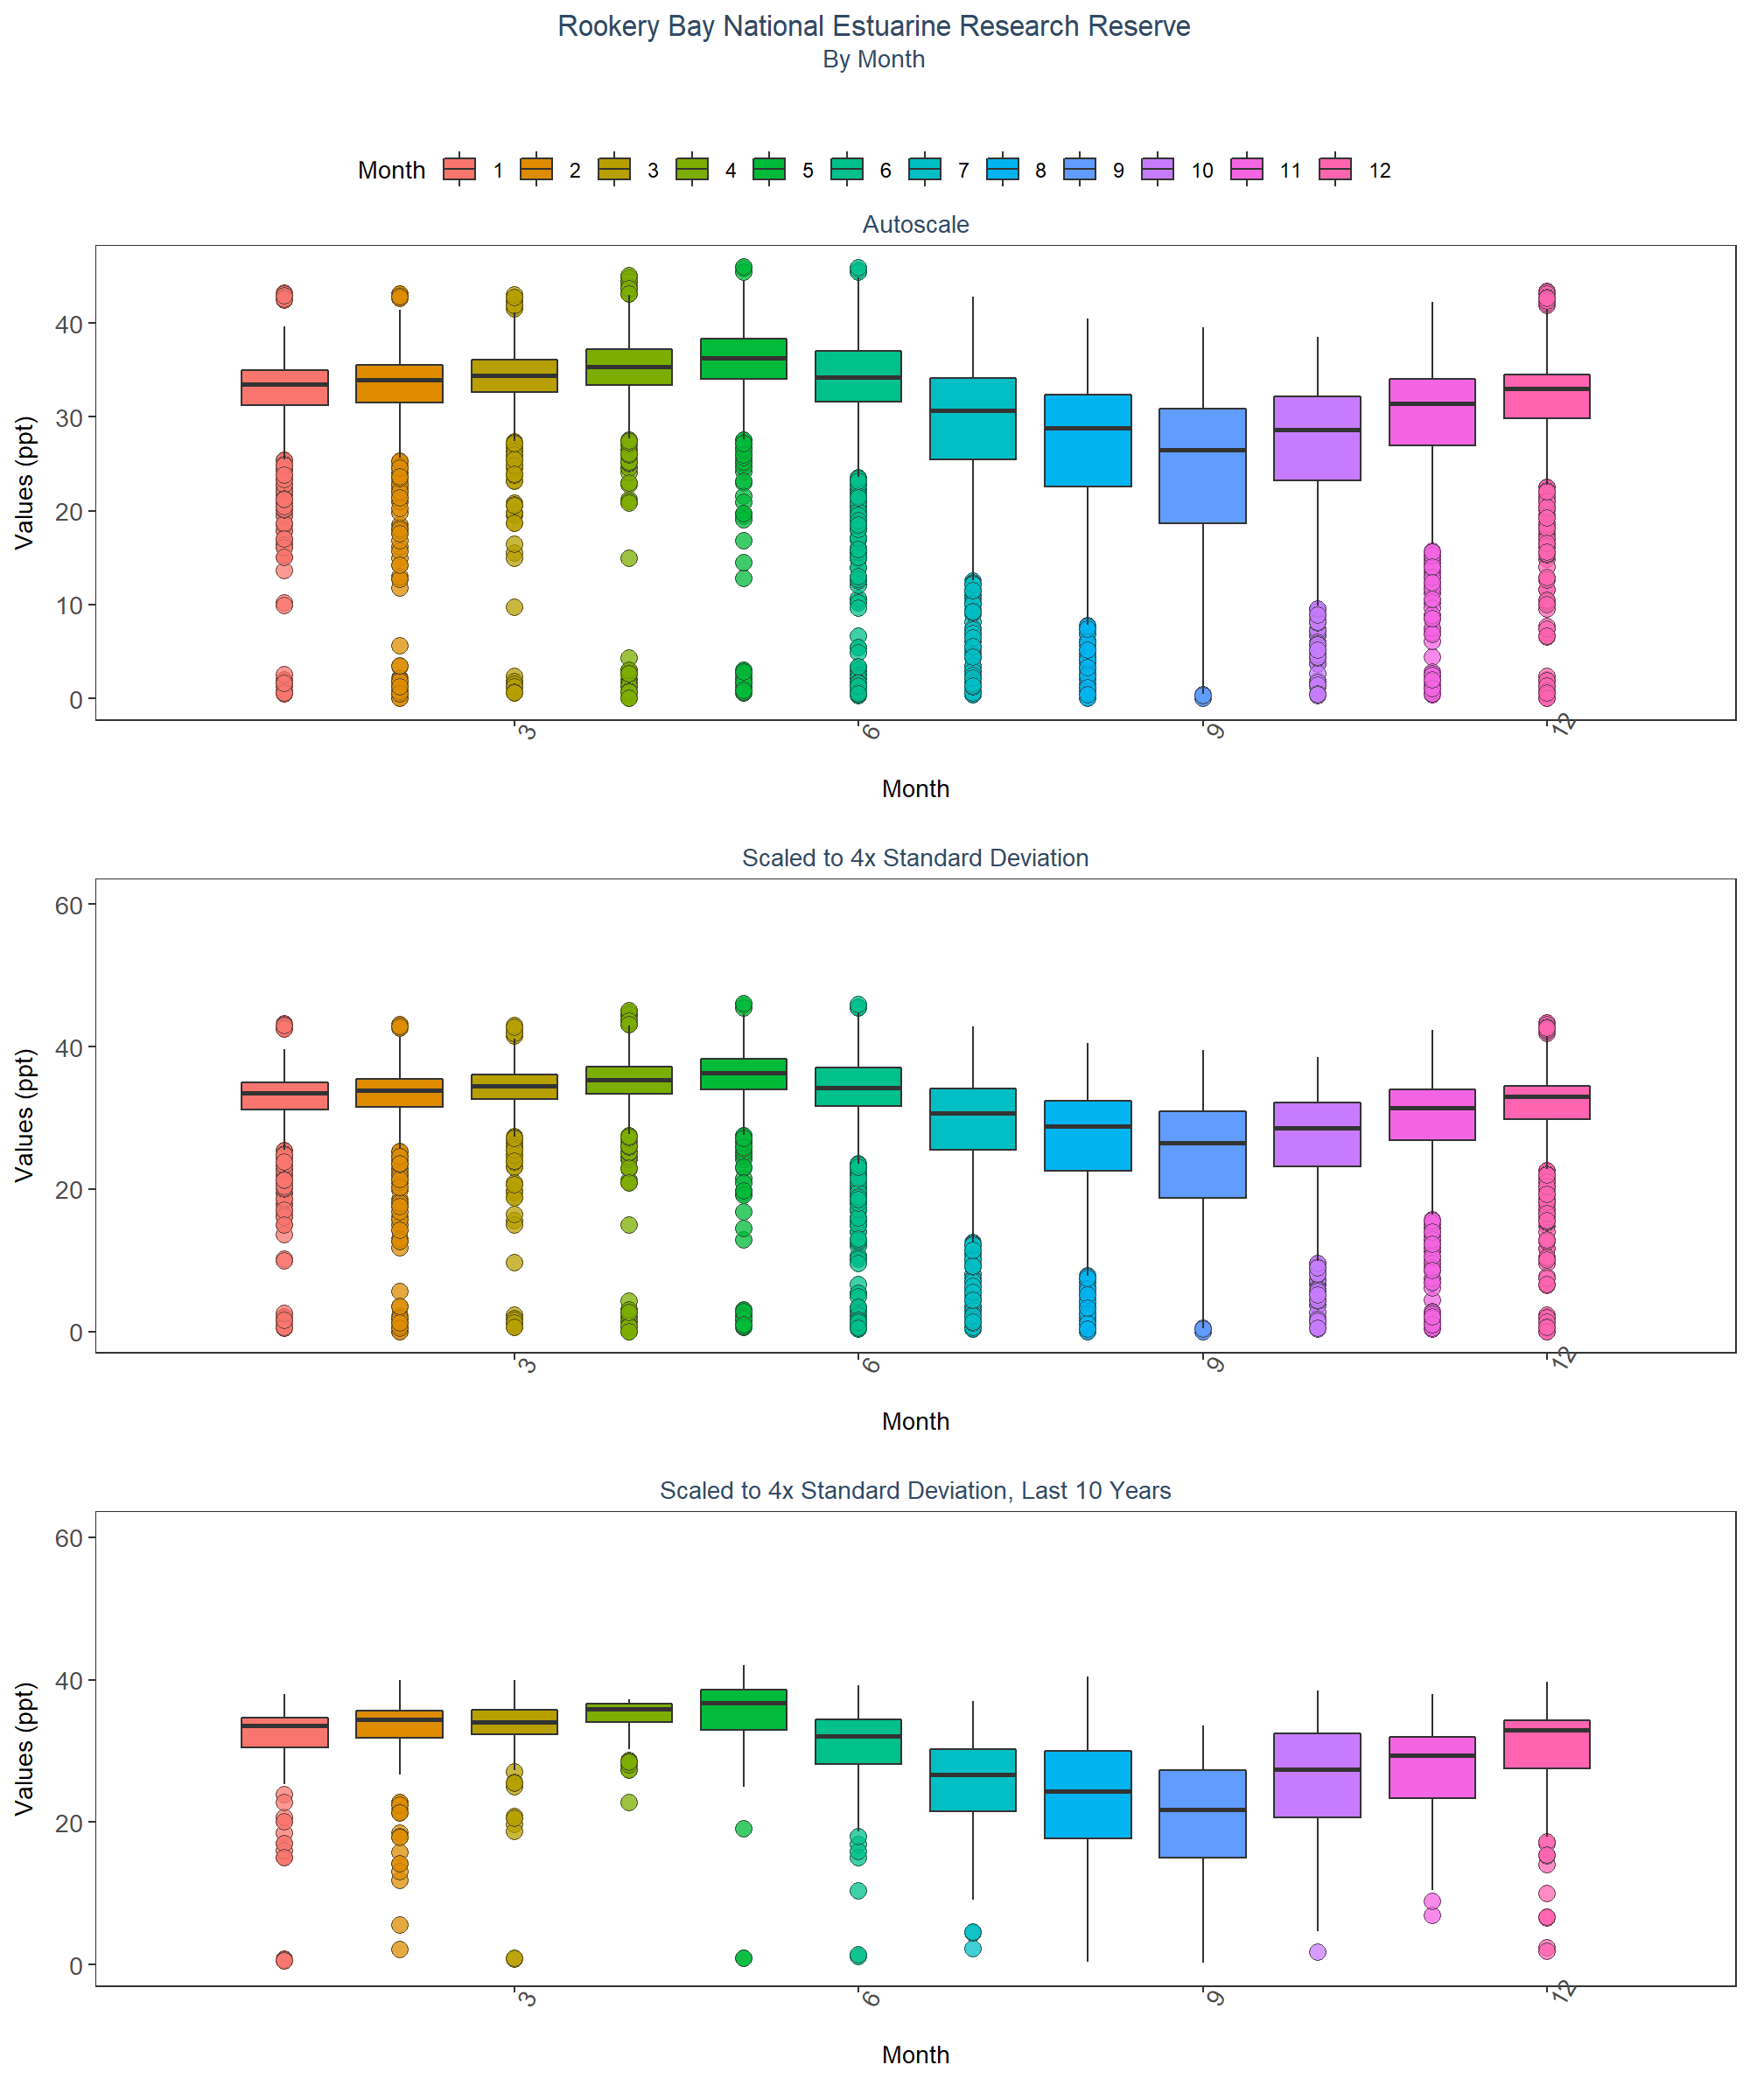 Rookery Bay National Estuarine Research Reserve
By Month
Month 1 2 3 4 5 6 7 8 9 10 11 12
Autoscale
Values (ppt)
40
30
20
10
0
3 6 9 12
Month
Scaled to 4x Standard Deviation
Values (ppt)
60
40
20
0
3 6 9 12
Month
Scaled to 4x Standard Deviation, Last 10 Years
Values (ppt)
60
40
20
0
3 6 9 12
Month